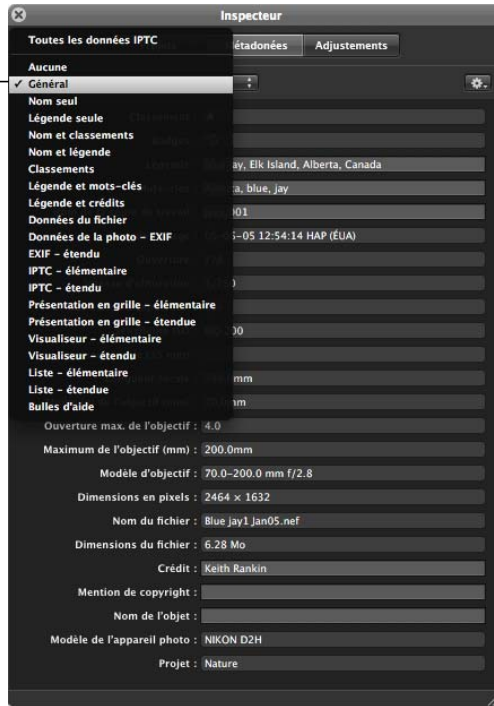 Inspecteur
Métadonées
Adjustements
Toutes les données IPTC
Aucune
✓ Général
Nom seul
Légende seule
Nom et classements
Nom et légende
Classements
Légende et mots-clés
Légende et crédits
Données du fichier
Données de la photo – EXIF
EXIF – étendu
IPTC – élémentaire
IPTC – étendu
Présentation en grille – élémentaire
Présentation en grille – étendue
Visualiseur – élémentaire
Visualiseur – étendu
Liste – élémentaire
Liste – étendue
Bulles d'aide
jay, Elk Island, Alberta, Canada
blue, jay
12:54:14 HAP (ÉUA)
Ouverture max. de l'objectif : 4.0
Maximum de l'objectif (mm) : 200.0mm
Modèle d'objectif : 70.0–200.0 mm f/2.8
Dimensions en pixels : 2464 × 1632
Nom du fichier : Blue jay1 Jan05.nef
Dimensions du fichier : 6.28 Mo
Crédit : Keith Rankin
Mention de copyright :
Nom de l'objet :
Modèle de l'appareil photo : NIKON D2H
Projet : Nature